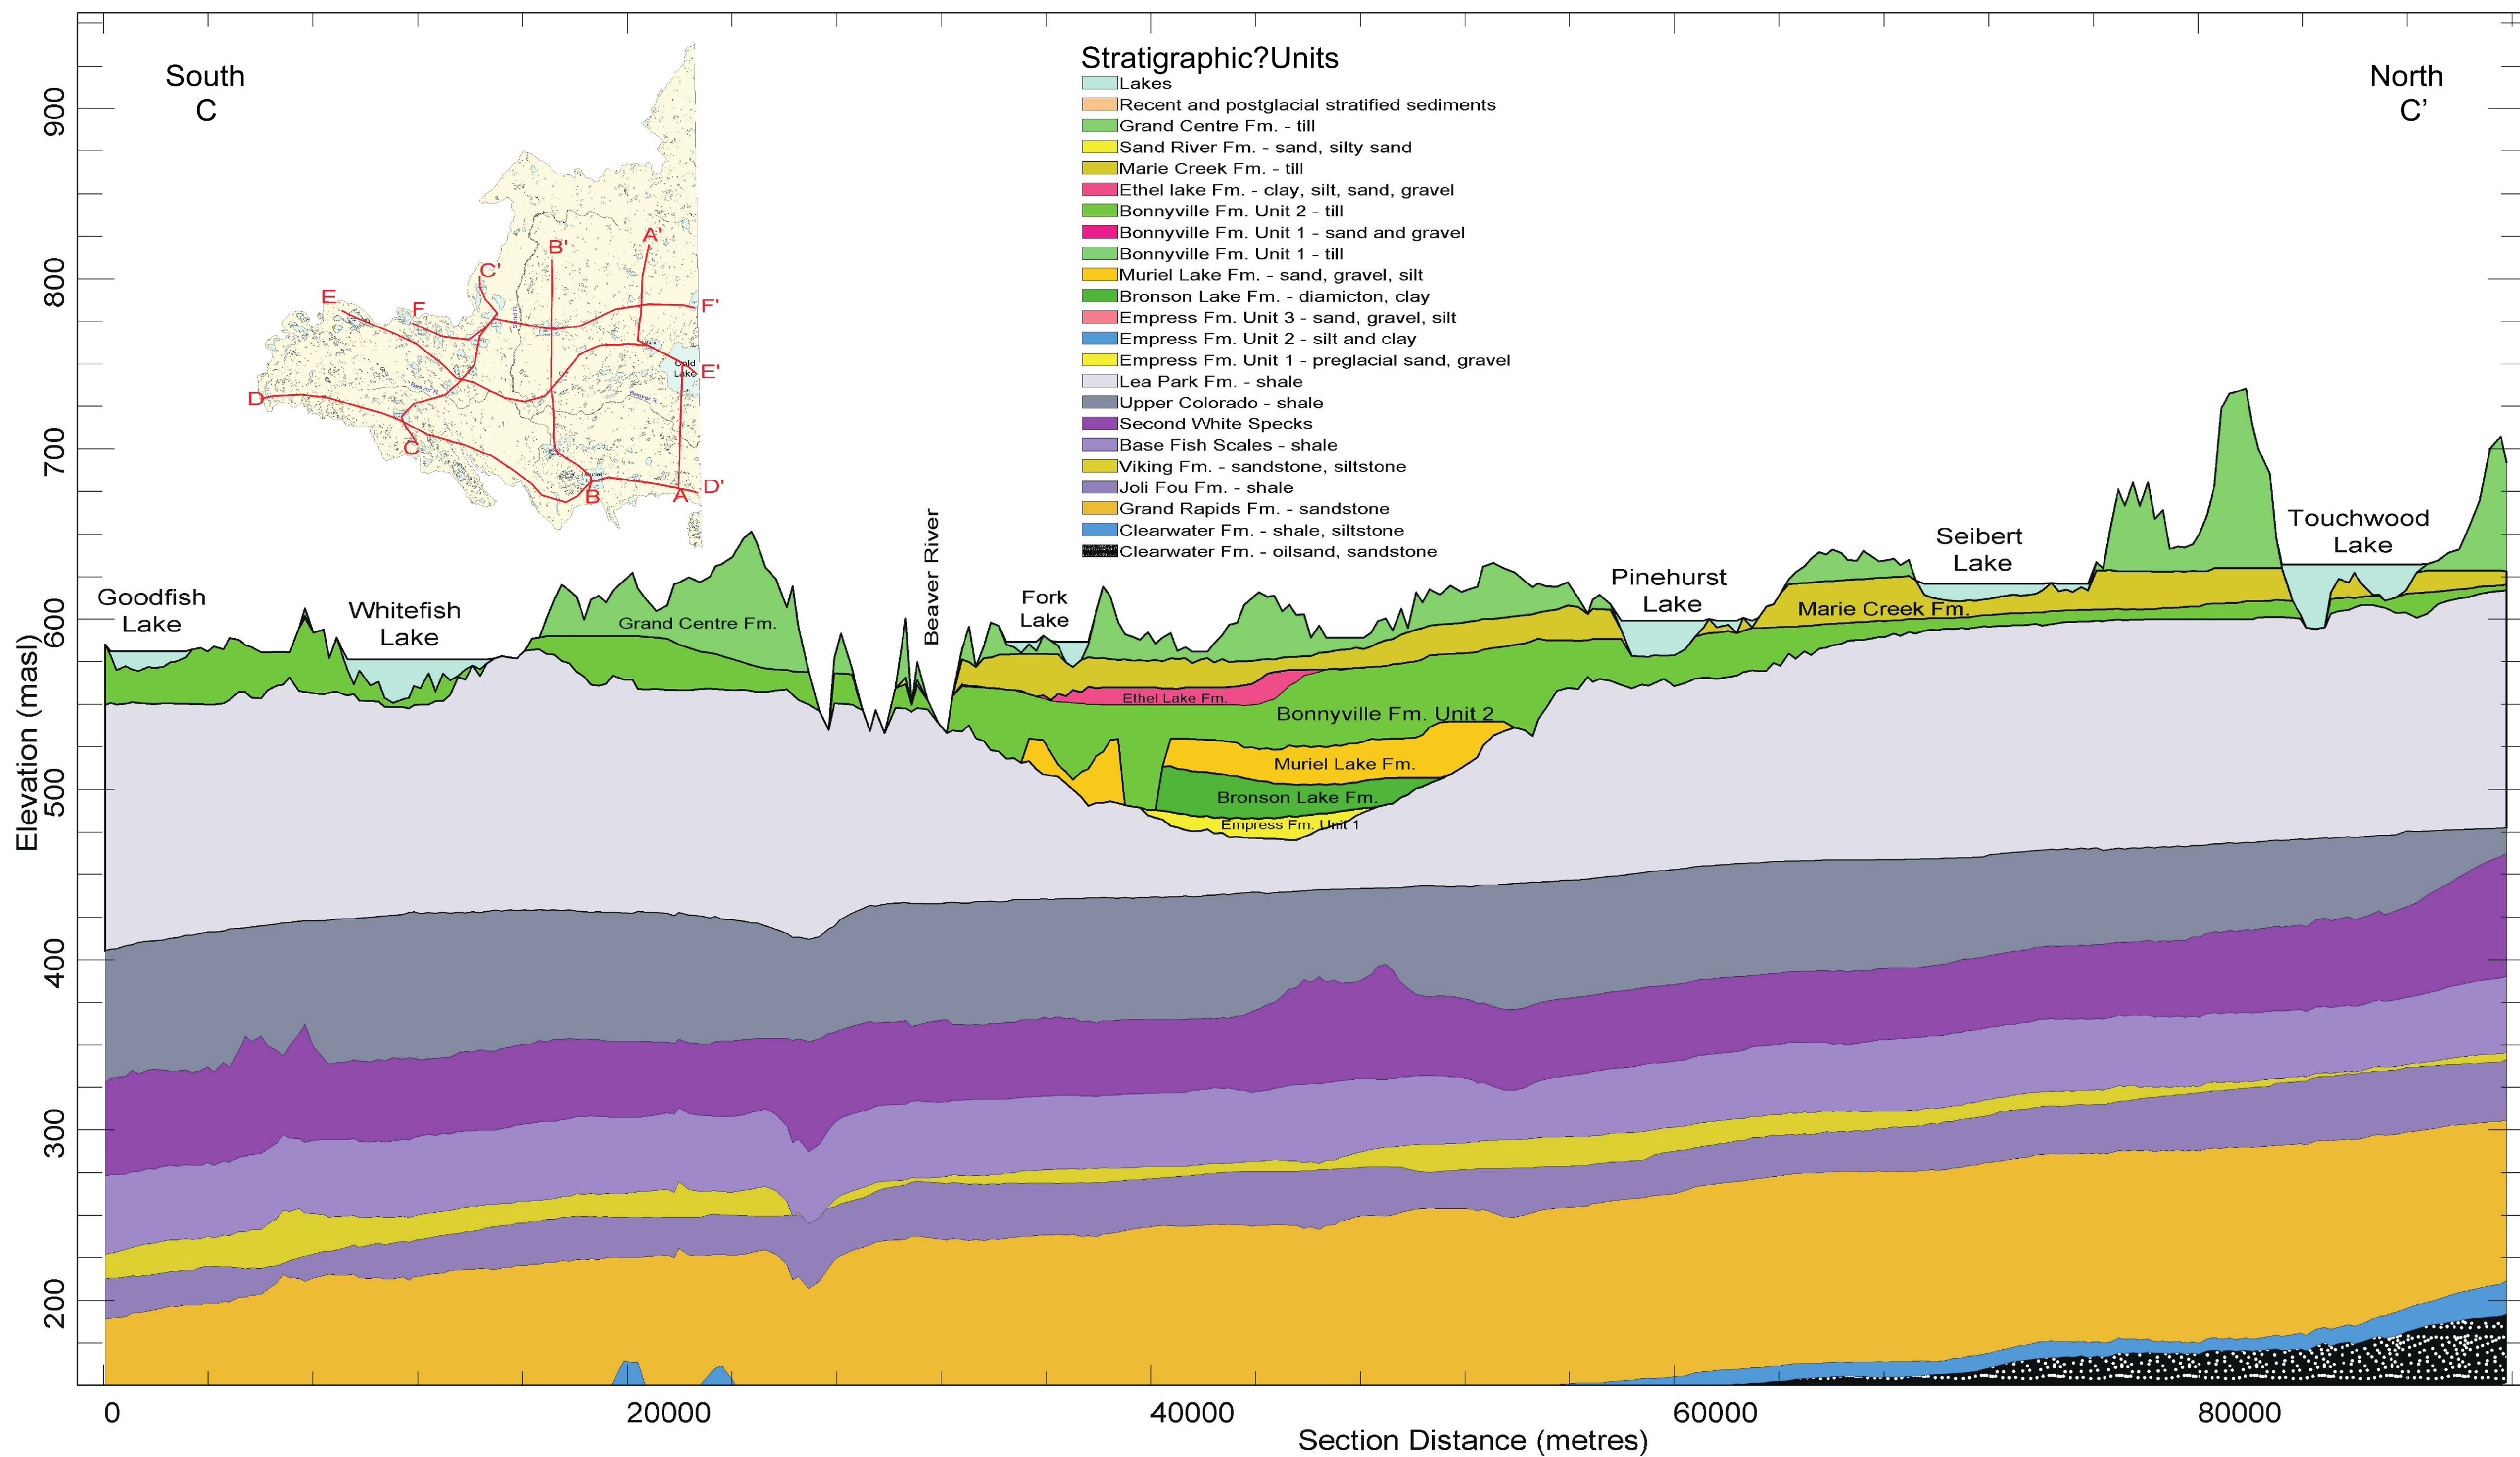 South
C
North
C’
Stratigraphic?Units
Lakes
Recent and postglacial stratified sediments
Grand Centre Fm. - till
Sand River Fm. - sand, silty sand
Marie Creek Fm. - till
Ethel lake Fm. - clay, silt, sand, gravel
Bonnyville Fm. Unit 2 - till
Bonnyville Fm. Unit 1 - sand and gravel
Bonnyville Fm. Unit 1 - till
Muriel Lake Fm. - sand, gravel, silt
Bronson Lake Fm. - diamicton, clay
Empress Fm. Unit 3 - sand, gravel, silt
Empress Fm. Unit 2 - silt and clay
Empress Fm. Unit 1 - preglacial sand, gravel
Lea Park Fm. - shale
Upper Colorado - shale
Second White Specks
Base Fish Scales - shale
Viking Fm. - sandstone, siltstone
Joli Fou Fm. - shale
Grand Rapids Fm. - sandstone
Clearwater Fm. - shale, siltstone
Clearwater Fm. - oilsand, sandstone
A'
B'
C'
E
F
F'
Sand R.
Lake
E'
Beaver R.
Beaver R.
D
C
B
A
D'
900
800
700
600
500
400
300
200
Elevation (masl)
Goodfish
Lake
Whitefish
Lake
Grand Centre Fm.
Beaver River
Fork
Lake
Pinehurst
Lake
Seibert
Lake
Touchwood
Lake
Marie Creek Fm.
Ethel Lake Fm.
Bonnyville Fm. Unit 2
Muriel Lake Fm.
Bronson Lake Fm.
Empress Fm. Unit 1
0
20000
40000
60000
80000
Section Distance (metres)